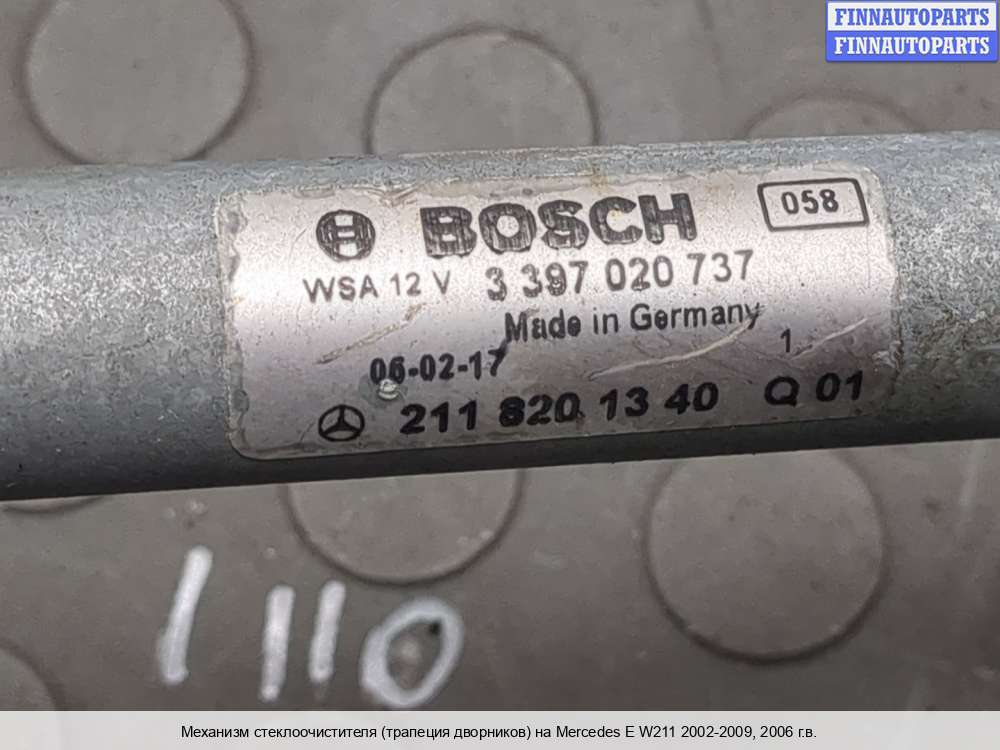 FINNAUTOPARTS
FINNAUTOPARTS
BOSCH
058
WSA 12 V 3 397 020 737
Made in Germany
06-02-17
1
211 820 13 40 Q 01
1110
Механизм стеклоочистителя (трапеция дворников) на Mercedes E W211 2002-2009, 2006 г.в.